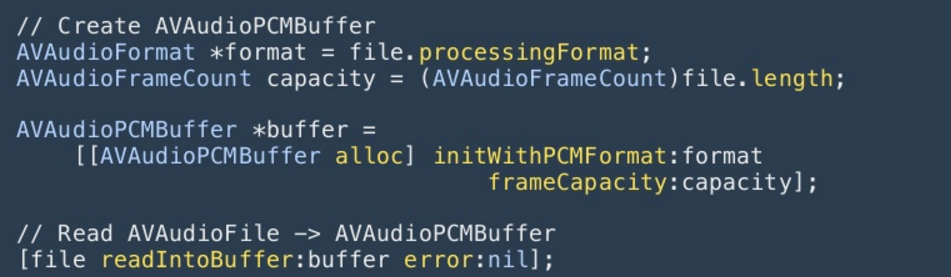 // Create AVAudioPCMBuffer
AVAudioFormat *format = file.processingFormat;
AVAudioFrameCount capacity = (AVAudioFrameCount)file.length;
AVAudioPCMBuffer *buffer =
[[AVAudioPCMBuffer alloc] initWithPCMFormat:format
frameCapacity:capacity];
// Read AVAudioFile -> AVAudioPCMBuffer
[file readIntoBuffer:buffer error:nil];